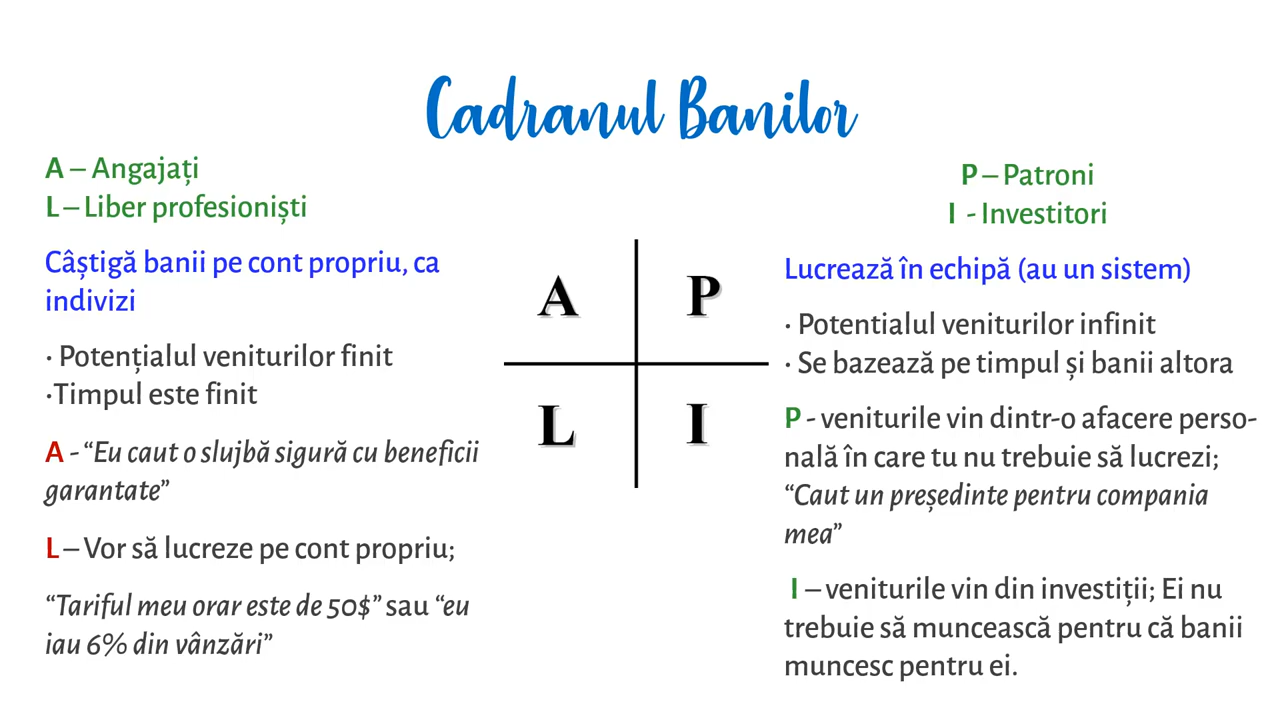 Cadranul Banilor
A – Angajați
L – Liber profesioniști
Câștigă banii pe cont propriu, ca
indivizi
· Potențialul veniturilor finit
·Timpul este finit
A - “Eu caut o slujbă sigură cu beneficii
garantate”
L – Vor să lucreze pe cont propriu;
“Tariful meu orar este de 50$” sau “eu
iau 6% din vânzări”
A
P
L
I
P – Patroni
I - Investitori
Lucrează în echipă (au un sistem)
· Potentialul veniturilor infinit
· Se bazează pe timpul și banii altora
P - veniturile vin dintr-o afacere perso-
nală în care tu nu trebuie să lucrezi;
“Caut un președinte pentru compania
mea”
I – veniturile vin din investiții; Ei nu
trebuie să muncească pentru că banii
muncesc pentru ei.